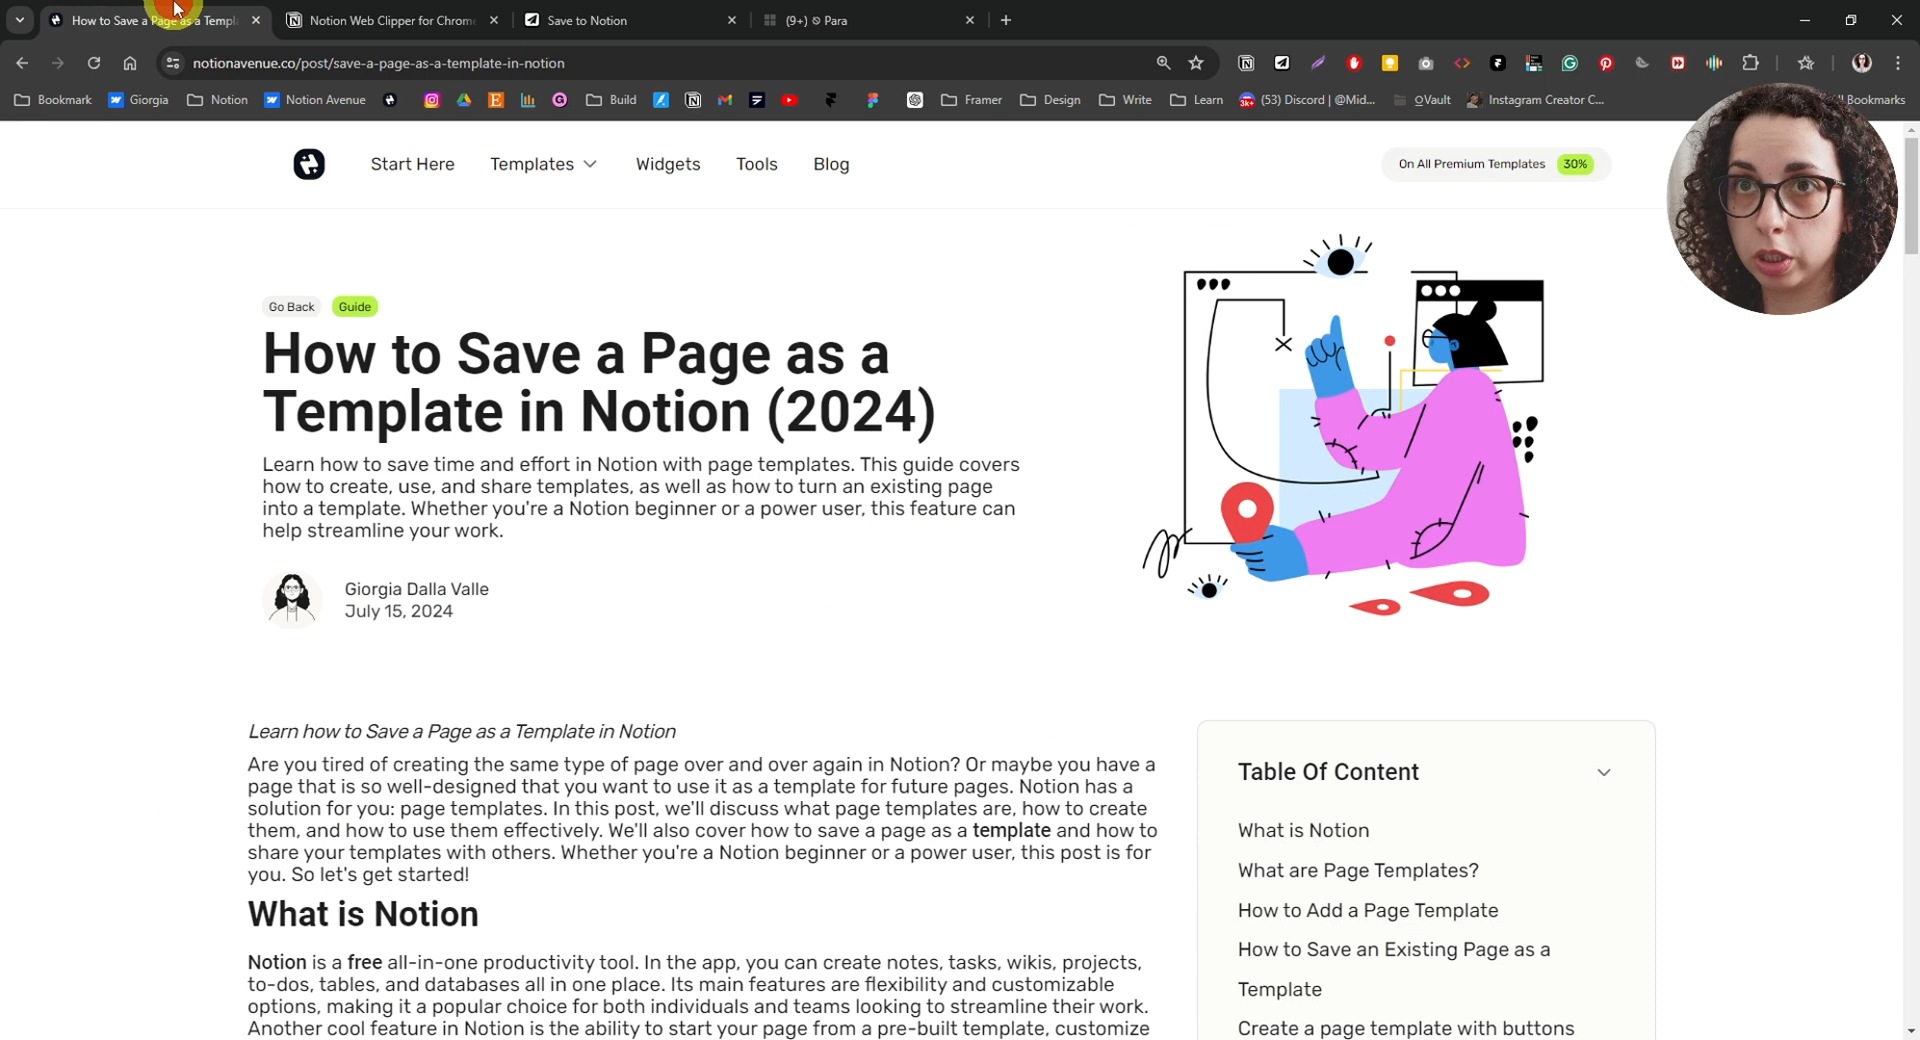 How to Save a Page as a Templ
Notion Web Clipper for Chrom
Save to Notion
(9+) Para
notionavenue.co/post/save-a-page-as-a-template-in-notion
Bookmark
Giorgia
Notion
Notion Avenue
Build
Framer
Design
Write
Learn
(53) Discord | @Mid...
QVault
Instagram Creator C...
Bookmarks
Start Here
Templates
Widgets
Tools
Blog
On All Premium Templates 30%
Go Back
Guide
How to Save a Page as a
Template in Notion (2024)
Learn how to save time and effort in Notion with page templates. This guide covers
how to create, use, and share templates, as well as how to turn an existing page
into a template. Whether you're a Notion beginner or a power user, this feature can
help streamline your work.
Giorgia Dalla Valle
July 15, 2024
Learn how to Save a Page as a Template in Notion
Are you tired of creating the same type of page over and over again in Notion? Or maybe you have a
page that is so well-designed that you want to use it as a template for future pages. Notion has a
solution for you: page templates. In this post, we'll discuss what page templates are, how to create
them, and how to use them effectively. We'll also cover how to save a page as a template and how to
share your templates with others. Whether you're a Notion beginner or a power user, this post is for
you. So let's get started!
What is Notion
Notion is a free all-in-one productivity tool. In the app, you can create notes, tasks, wikis, projects,
to-dos, tables, and databases all in one place. Its main features are flexibility and customizable
options, making it a popular choice for both individuals and teams looking to streamline their work.
Another cool feature in Notion is the ability to start your page from a pre-built template, customize
Table Of Content
What is Notion
What are Page Templates?
How to Add a Page Template
How to Save an Existing Page as a
Template
Create a page template with buttons